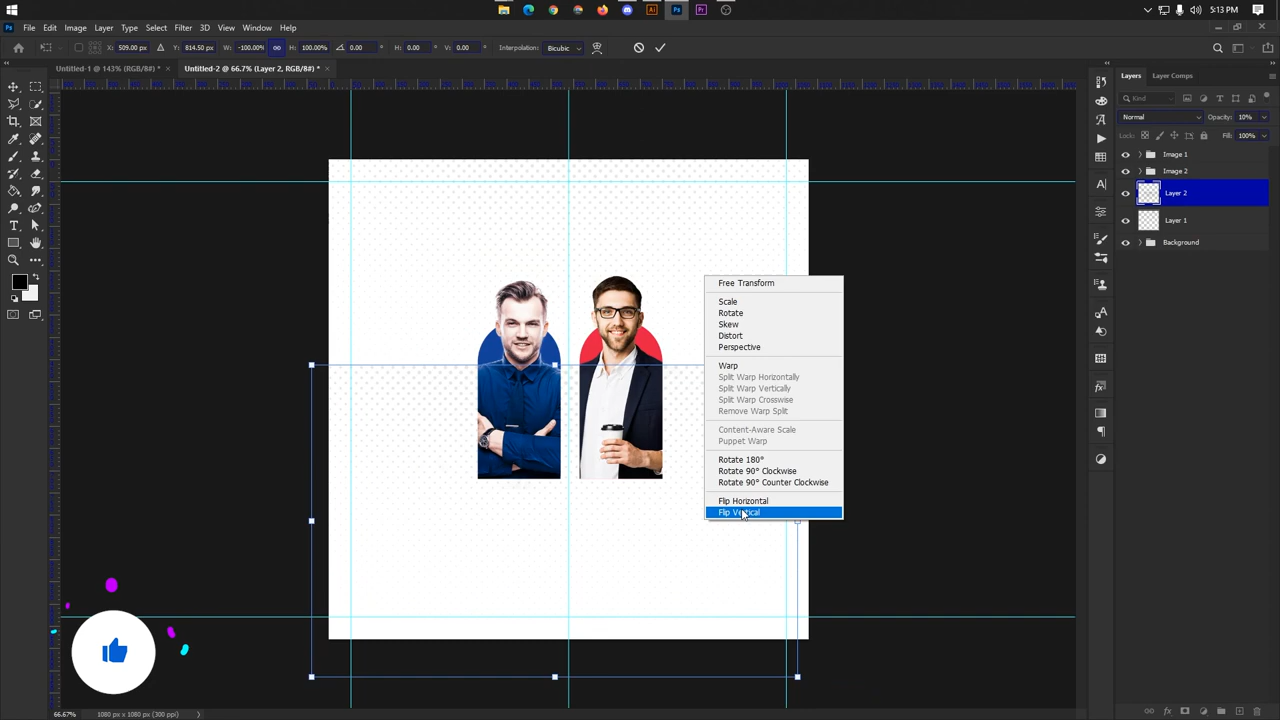 5:13 PM
File Edit Image Layer Type Select Filter 3D View Window Help
X: 509.00 px Y: 814.50 px W: -100.00% H: 100.00% 0.00 ° H: 0.00 ° V: 0.00 ° Interpolation: Bicubic
Untitled-1 @ 143% (RGB/8#) * × Untitled-2 @ 66.7% (Layer 2, RGB/8#) * ×
Layers Layer Comps
Kind
Normal Opacity: 10%
Lock: Fill: 100%
Image 1
Image 2
Layer 2
Layer 1
Background
Free Transform
Scale
Rotate
Skew
Distort
Perspective
Warp
Split Warp Horizontally
Split Warp Vertically
Split Warp Crosswise
Remove Warp Split
Content-Aware Scale
Puppet Warp
Rotate 180°
Rotate 90° Clockwise
Rotate 90° Counter Clockwise
Flip Horizontal
Flip Vertical
66.67% 1080 px x 1080 px (300 ppi)